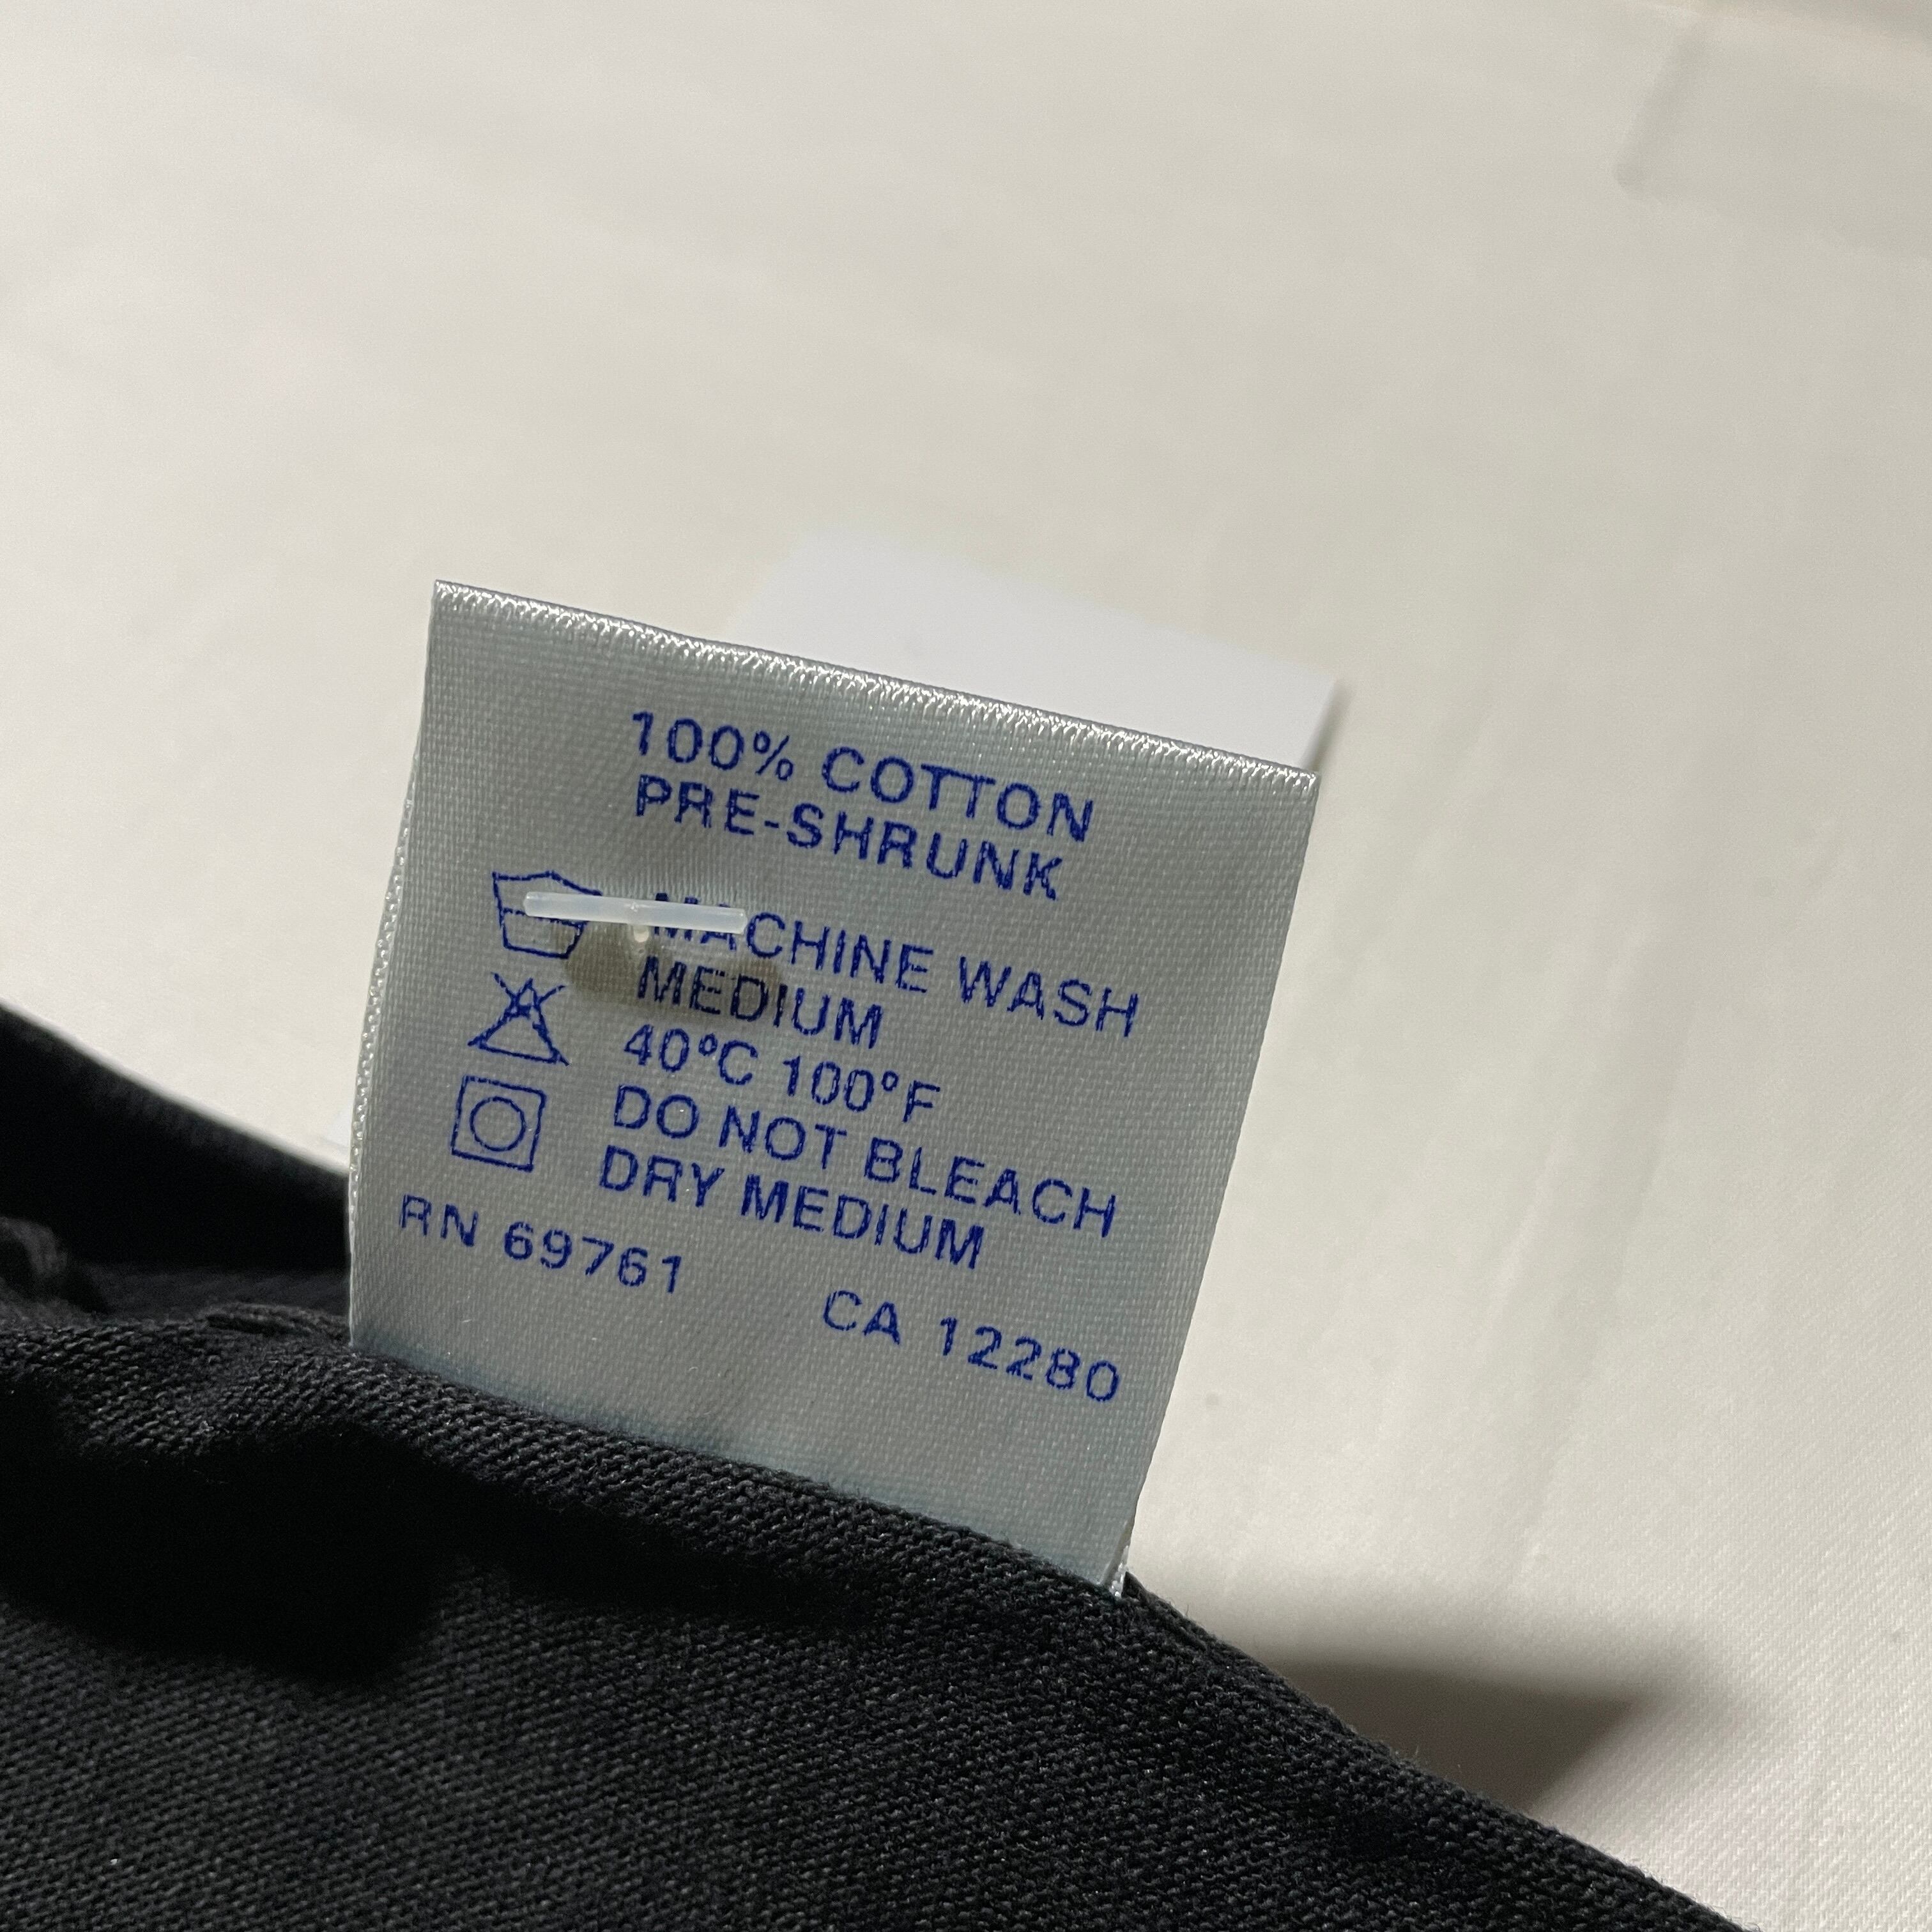 100% COTTON
PRE-SHRUNK
MACHINE WASH
MEDIUM
40°C 100°F
DO NOT BLEACH
DRY MEDIUM
RN 69761 CA 12280